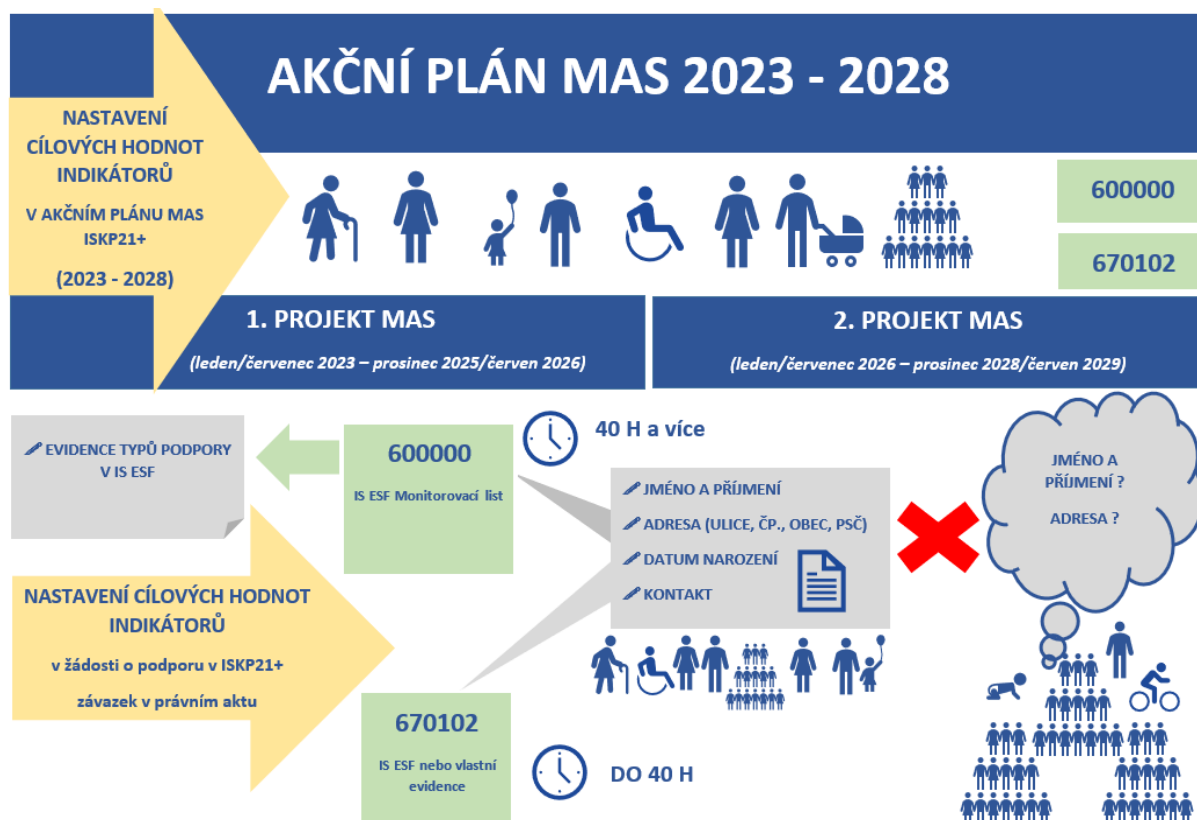 AKČNÍ PLÁN MAS 2023 - 2028
NASTAVENÍ
CÍLOVÝCH HODNOT
INDIKÁTORŮ
V AKČNÍM PLÁNU MAS
ISKP21+
(2023 - 2028)
600000
670102
1. PROJEKT MAS
(leden/červenec 2023 – prosinec 2025/červen 2026)
2. PROJEKT MAS
(leden/červenec 2026 – prosinec 2028/červen 2029)
EVIDENCE TYPŮ PODPORY
V IS ESF
600000
IS ESF Monitorovací list
40 H a více
JMÉNO A PŘÍJMENÍ
ADRESA (ULICE, ČP., OBEC, PSČ)
DATUM NAROZENÍ
KONTAKT
JMÉNO A
PŘÍJMENÍ ?
ADRESA ?
NASTAVENÍ CÍLOVÝCH HODNOT
INDIKÁTORŮ
v žádosti o podporu v ISKP21+
závazek v právním aktu
670102
IS ESF nebo vlastní
evidence
DO 40 H